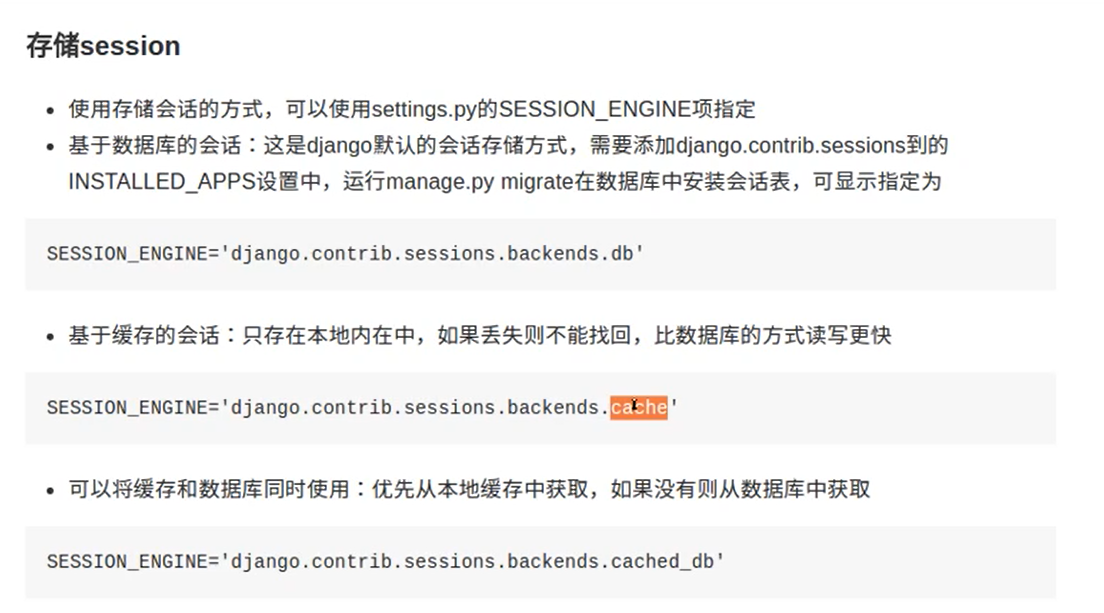 存储session
使用存储会话的方式，可以使用settings.py的SESSION_ENGINE项指定
基于数据库的会话：这是django默认的会话存储方式，需要添加django.contrib.sessions到的
INSTALLED_APPS设置中，运行manage.py migrate在数据库中安装会话表，可显示指定为
SESSION_ENGINE='django.contrib.sessions.backends.db'
基于缓存的会话：只存在本地内在中，如果丢失则不能找回，比数据库的方式读写更快
SESSION_ENGINE='django.contrib.sessions.backends.cache'
可以将缓存和数据库同时使用：优先从本地缓存中获取，如果没有则从数据库中获取
SESSION_ENGINE='django.contrib.sessions.backends.cached_db'